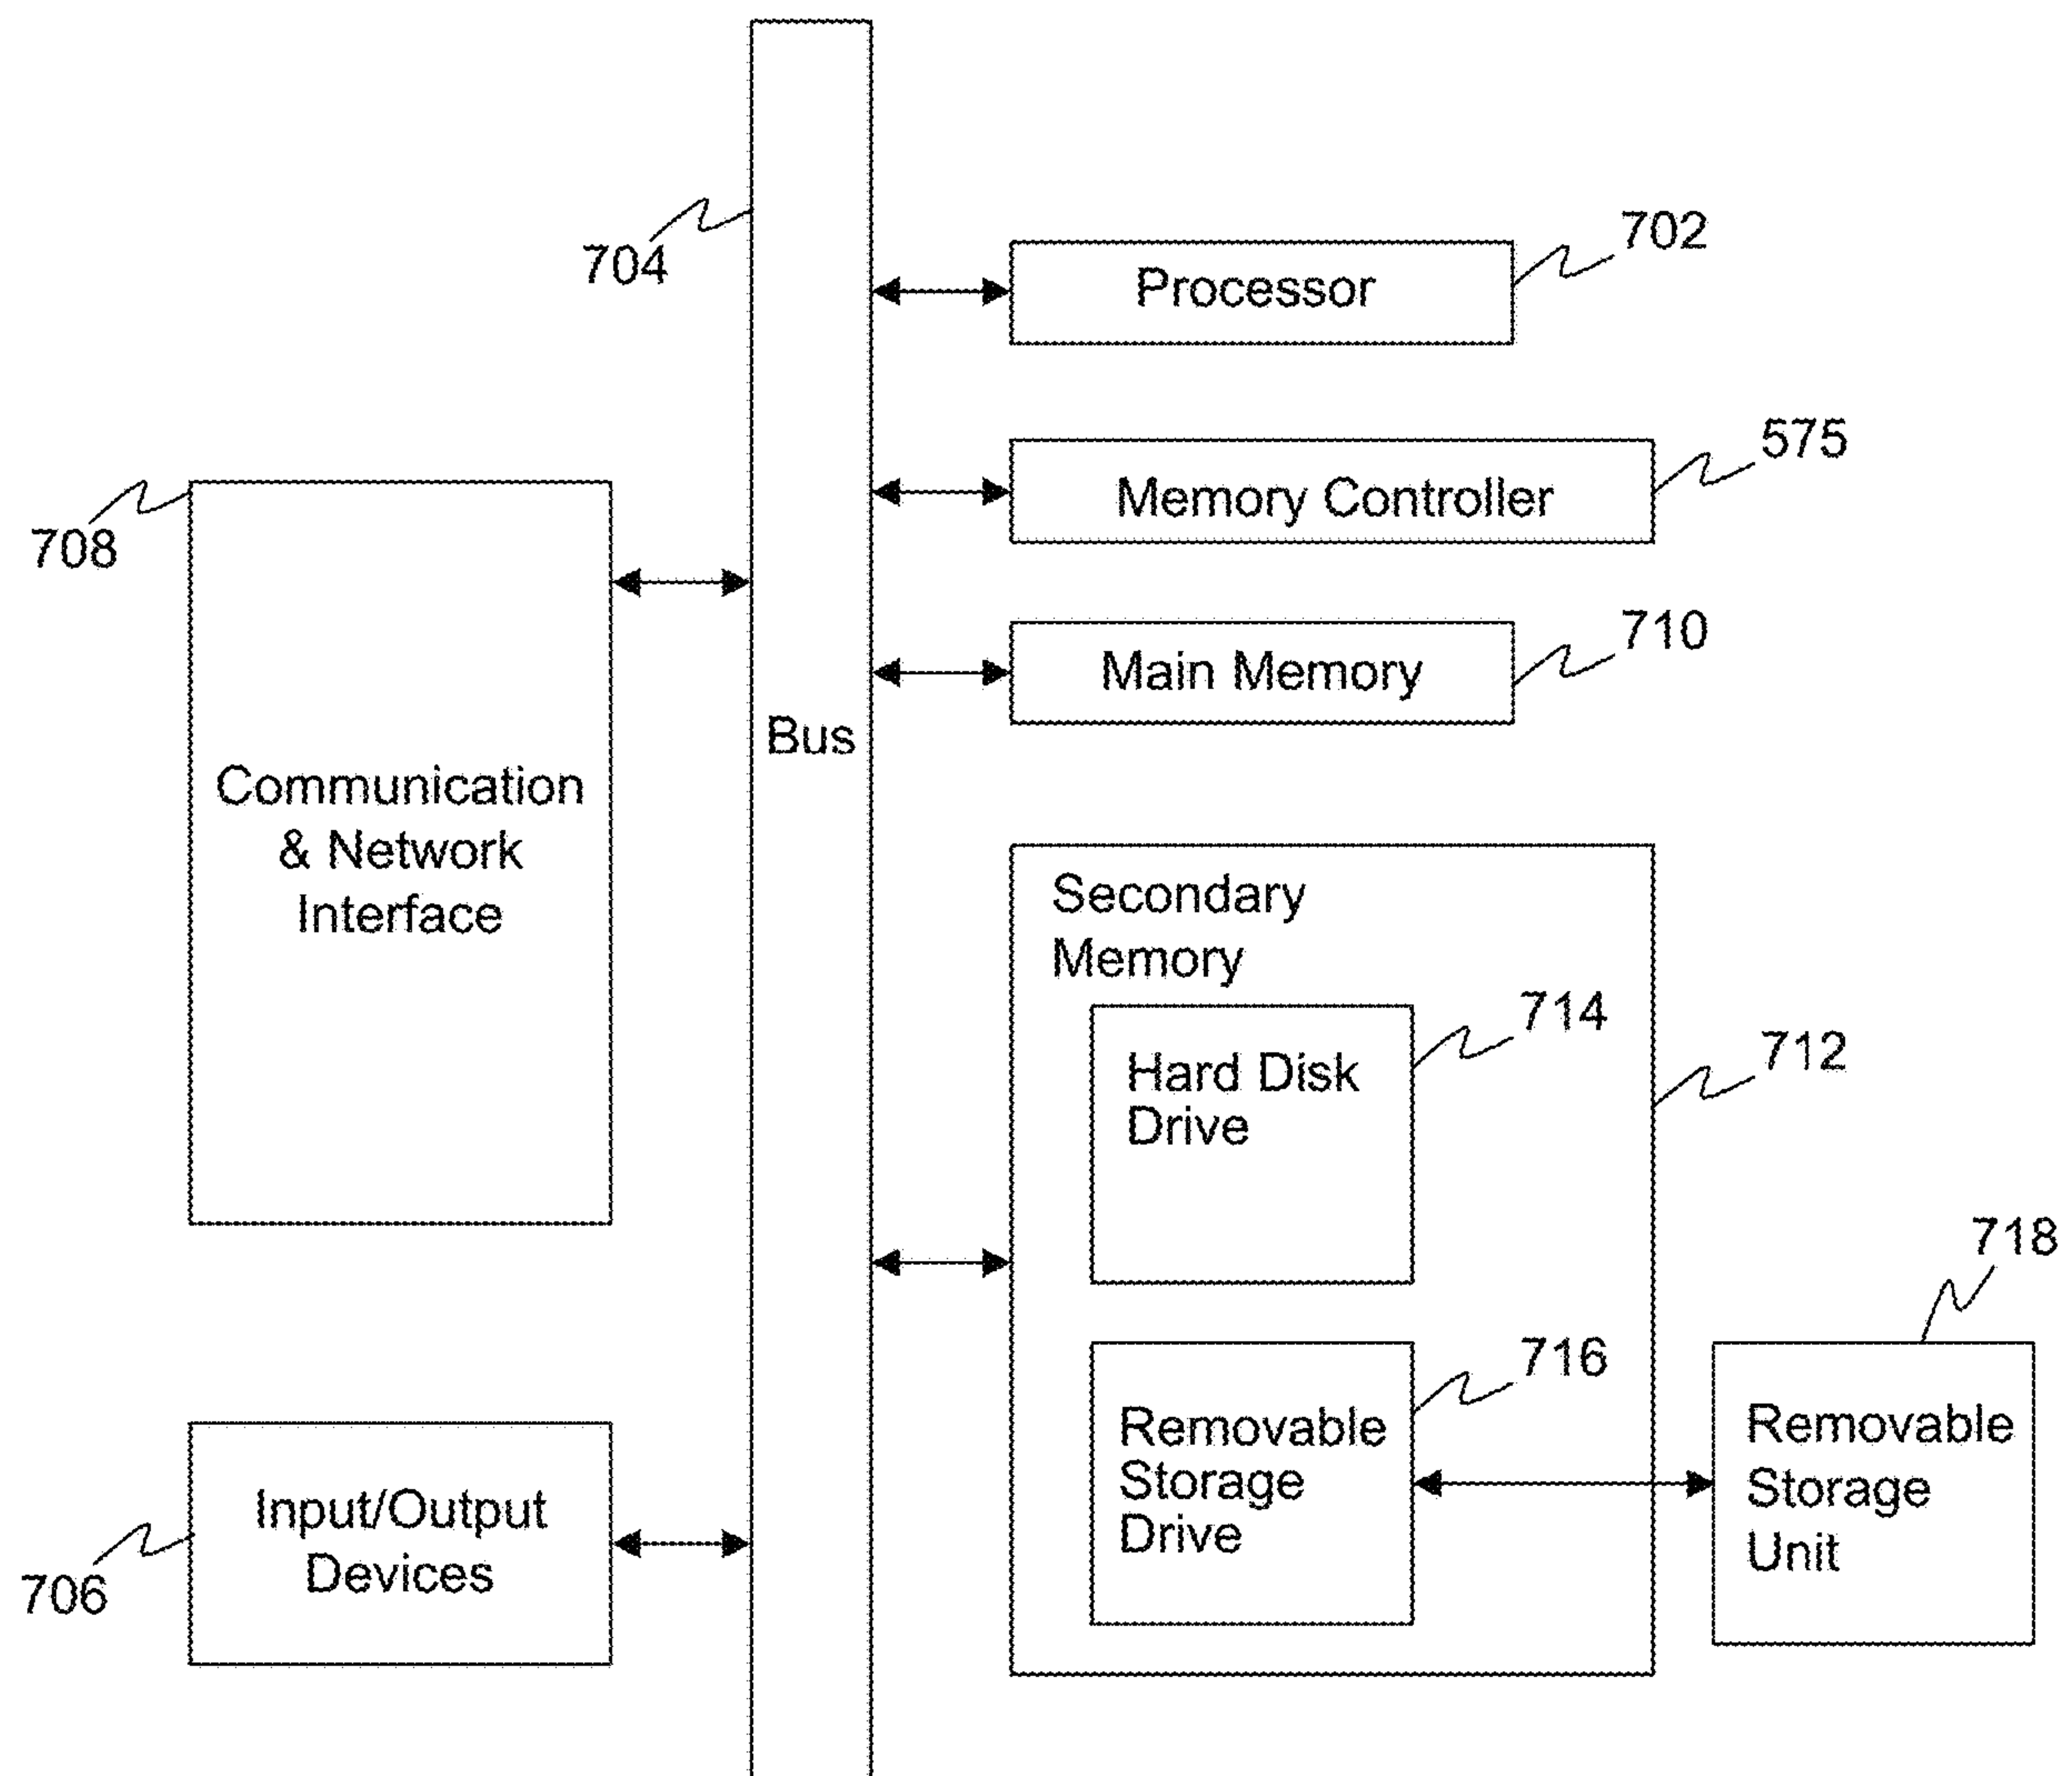 704
702
Processor
575
Memory Controller
708
710
Main Memory
Bus
Communication
& Network
Interface
Secondary
Memory
714
Hard Disk
Drive
712
718
716
Removable
Storage
Drive
Removable
Storage
Unit
Input/Output
Devices
706